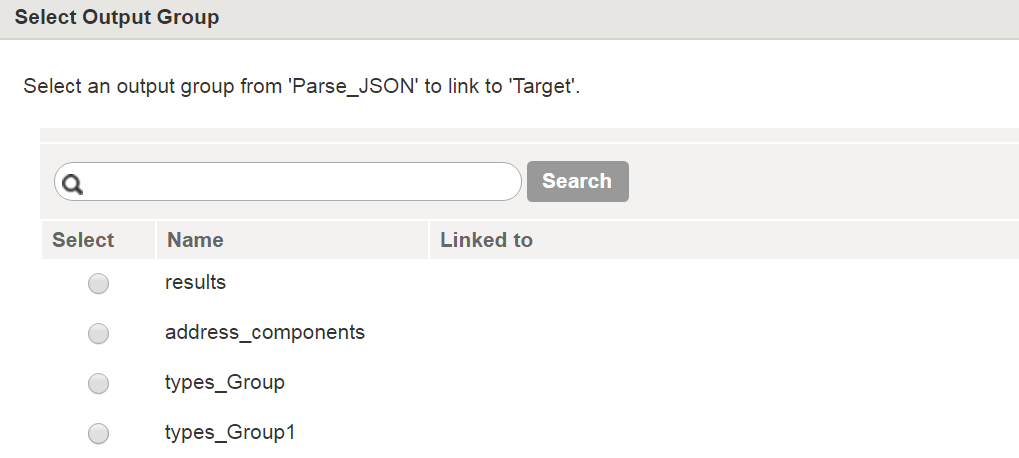 Select Output Group
Select an output group from 'Parse_JSON' to link to 'Target'.
Search
Select Name Linked to
results
address_components
types_Group
types_Group1